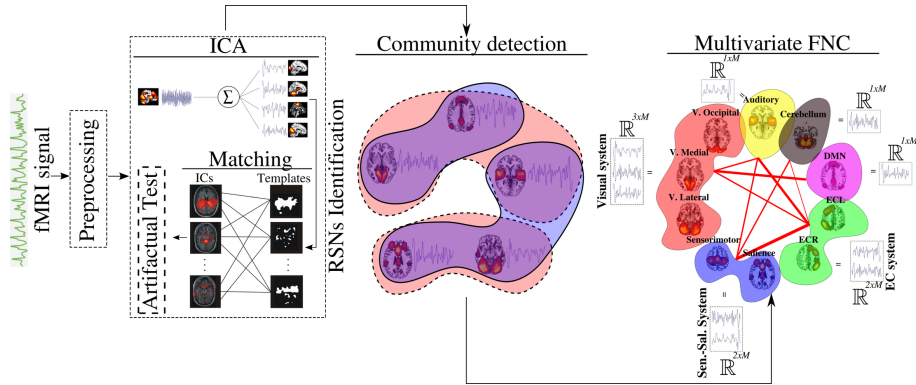 fMRI signal
Preprocessing
ICA
Σ
Matching
ICs
Templates
Artifactual Test
RSNs Identification
Community detection
Multivariate FNC
ℝ^1xM
=
Auditory
V. Occipital
Cerebellum
=
ℝ^1xM
ℝ^3xM
Visual system
=
V. Medial
DMN
=
ℝ^1xM
V. Lateral
ECL
Sensorimotor
Salience
ECR
=
ℝ^2xM
EC system
=
Sen.-Sal. System
ℝ^2xM